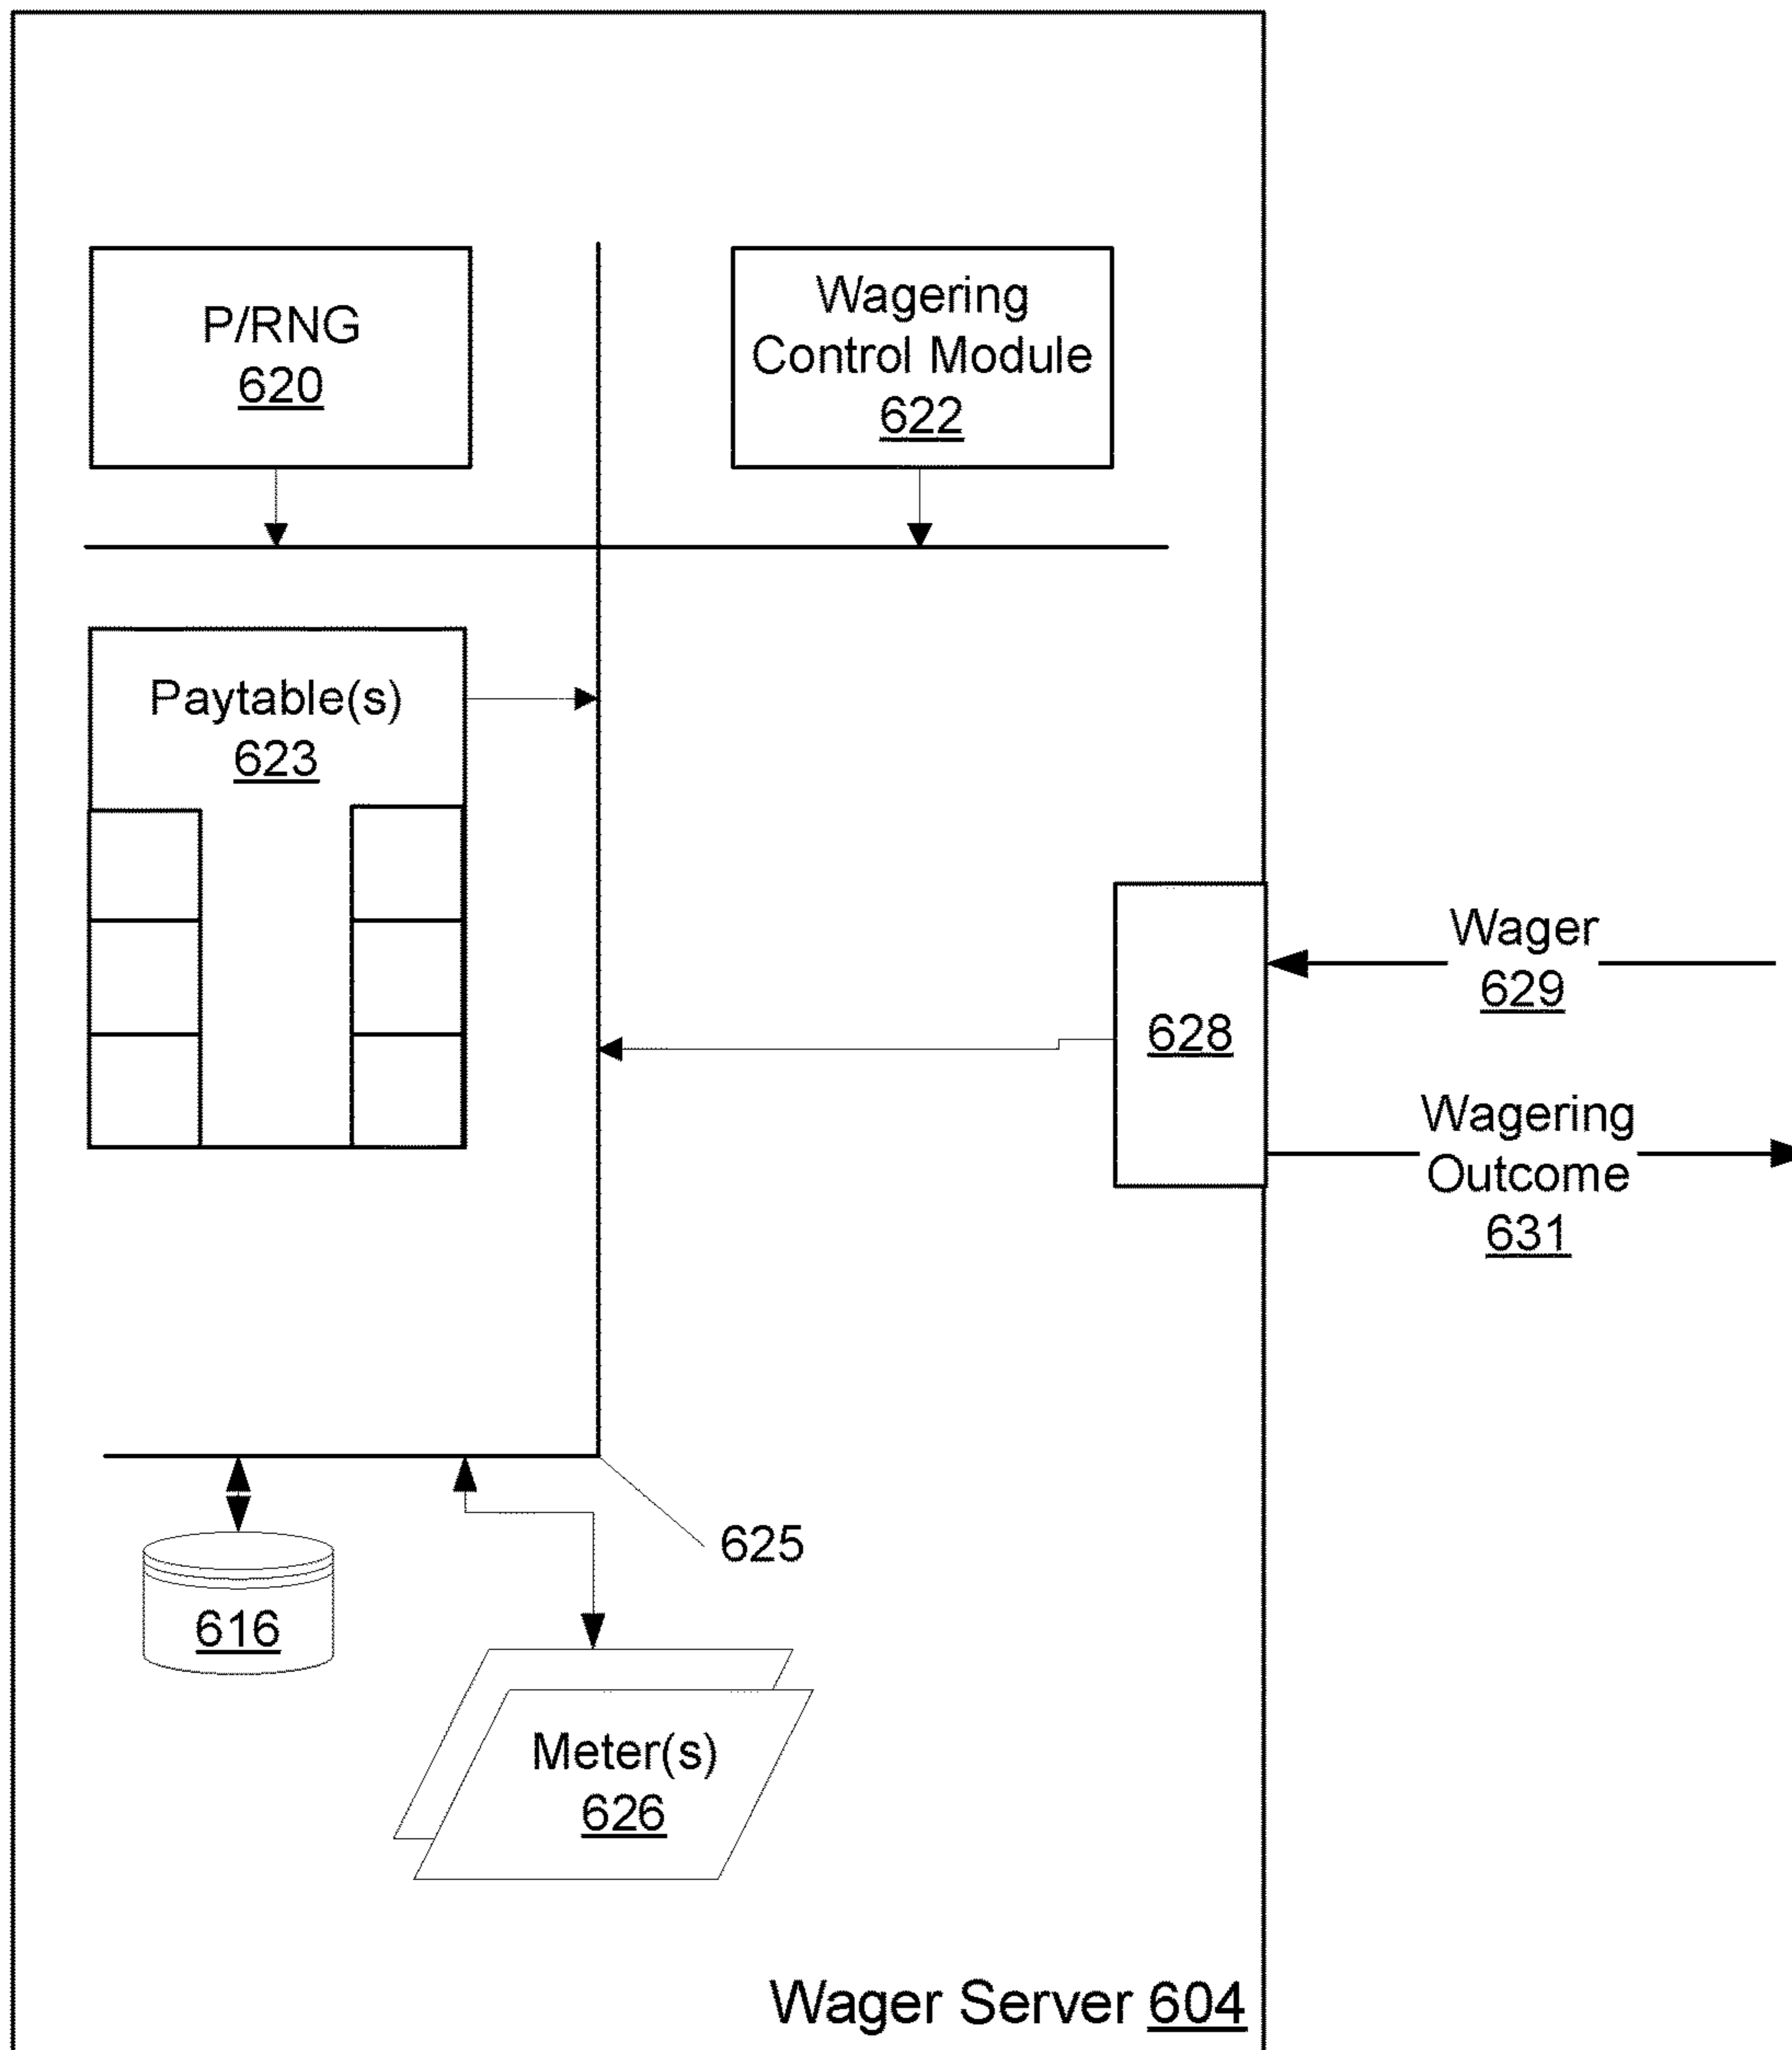 P/RNG
620
Wagering
Control Module
622
Paytable(s)
623
Wager
629
628
Wagering
Outcome
631
625
616
Meter(s)
626
Wager Server 604